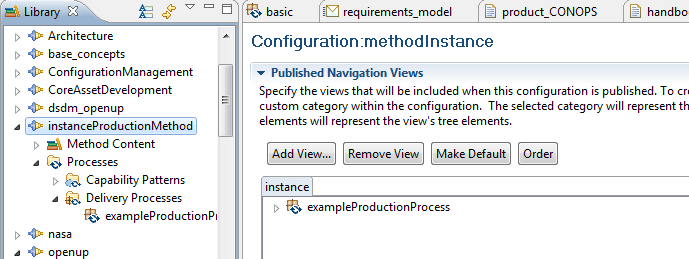 Library
Architecture
base_concepts
ConfigurationManagement
CoreAssetDevelopment
dsdm_openup
instanceProductionMethod
Method Content
Processes
Capability Patterns
Delivery Processes
exampleProductionPr
nasa
openup
basic
requirements_model
product_CONOPS
handbo
Configuration:methodInstance
Published Navigation Views
Specify the views that will be included when this configuration is published. To cre
custom category within the configuration. The selected category will represent th
elements will represent the view's tree elements.
Add View... Remove View Make Default Order
instance
exampleProductionProcess